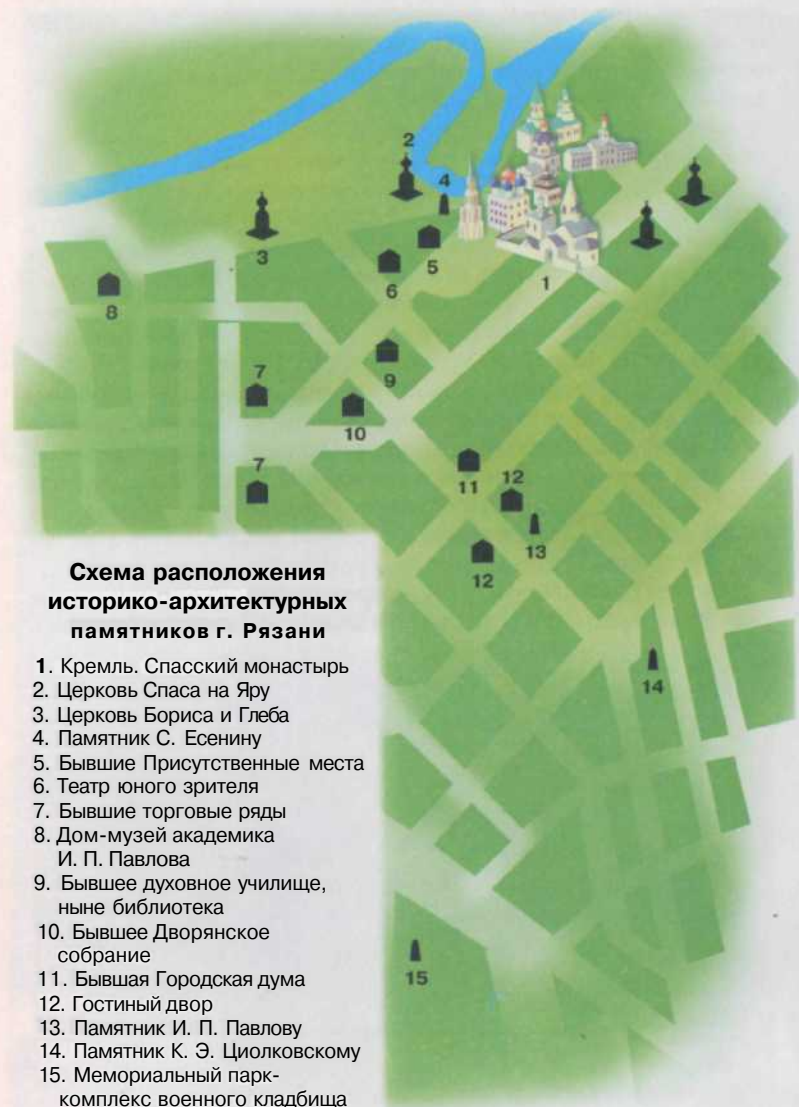 2
4
3
5
6
1
8
9
7
10
7
11
12
13
12
14
15
Схема расположения
историко-архитектурных
памятников г. Рязани
1. Кремль. Спасский монастырь
2. Церковь Спаса на Яру
3. Церковь Бориса и Глеба
4. Памятник С. Есенину
5. Бывшие Присутственные места
6. Театр юного зрителя
7. Бывшие торговые ряды
8. Дом-музей академика
И. П. Павлова
9. Бывшее духовное училище,
ныне библиотека
10. Бывшее Дворянское
собрание
11. Бывшая Городская дума
12. Гостиный двор
13. Памятник И. П. Павлову
14. Памятник К. Э. Циолковскому
15. Мемориальный парк-
комплекс военного кладбища